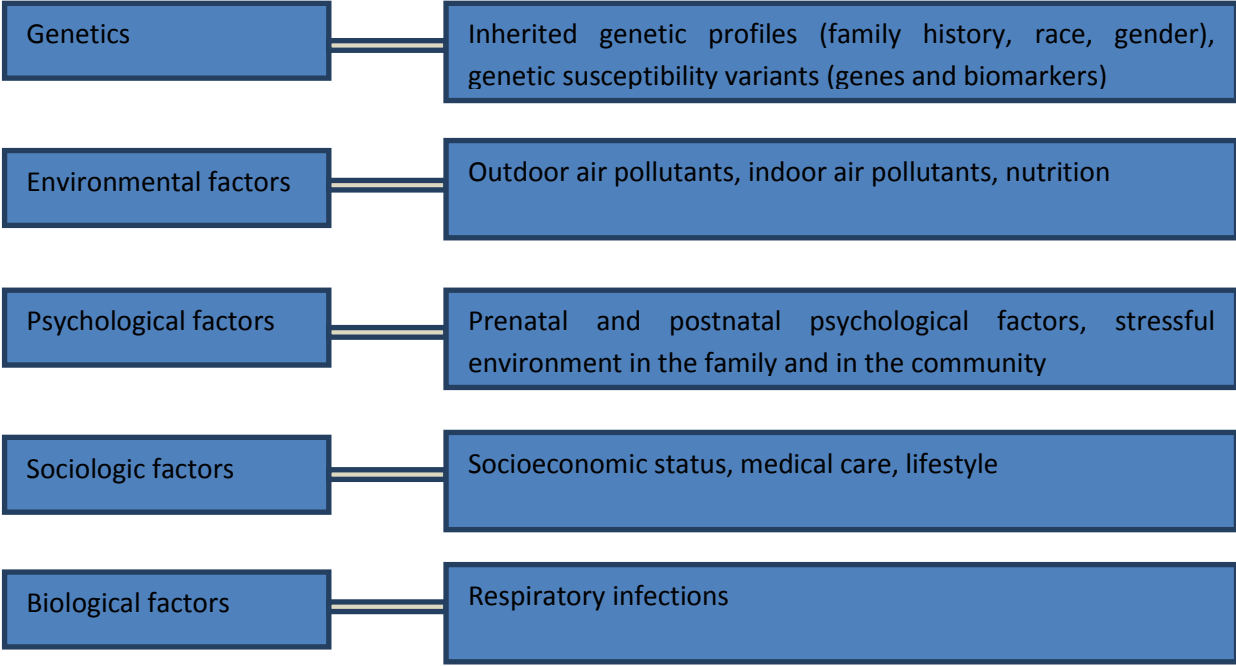 Genetics
Inherited genetic profiles (family history, race, gender),
genetic susceptibility variants (genes and biomarkers)
Environmental factors
Outdoor air pollutants, indoor air pollutants, nutrition
Psychological factors
Prenatal and postnatal psychological factors, stressful
environment in the family and in the community
Sociologic factors
Socioeconomic status, medical care, lifestyle
Biological factors
Respiratory infections